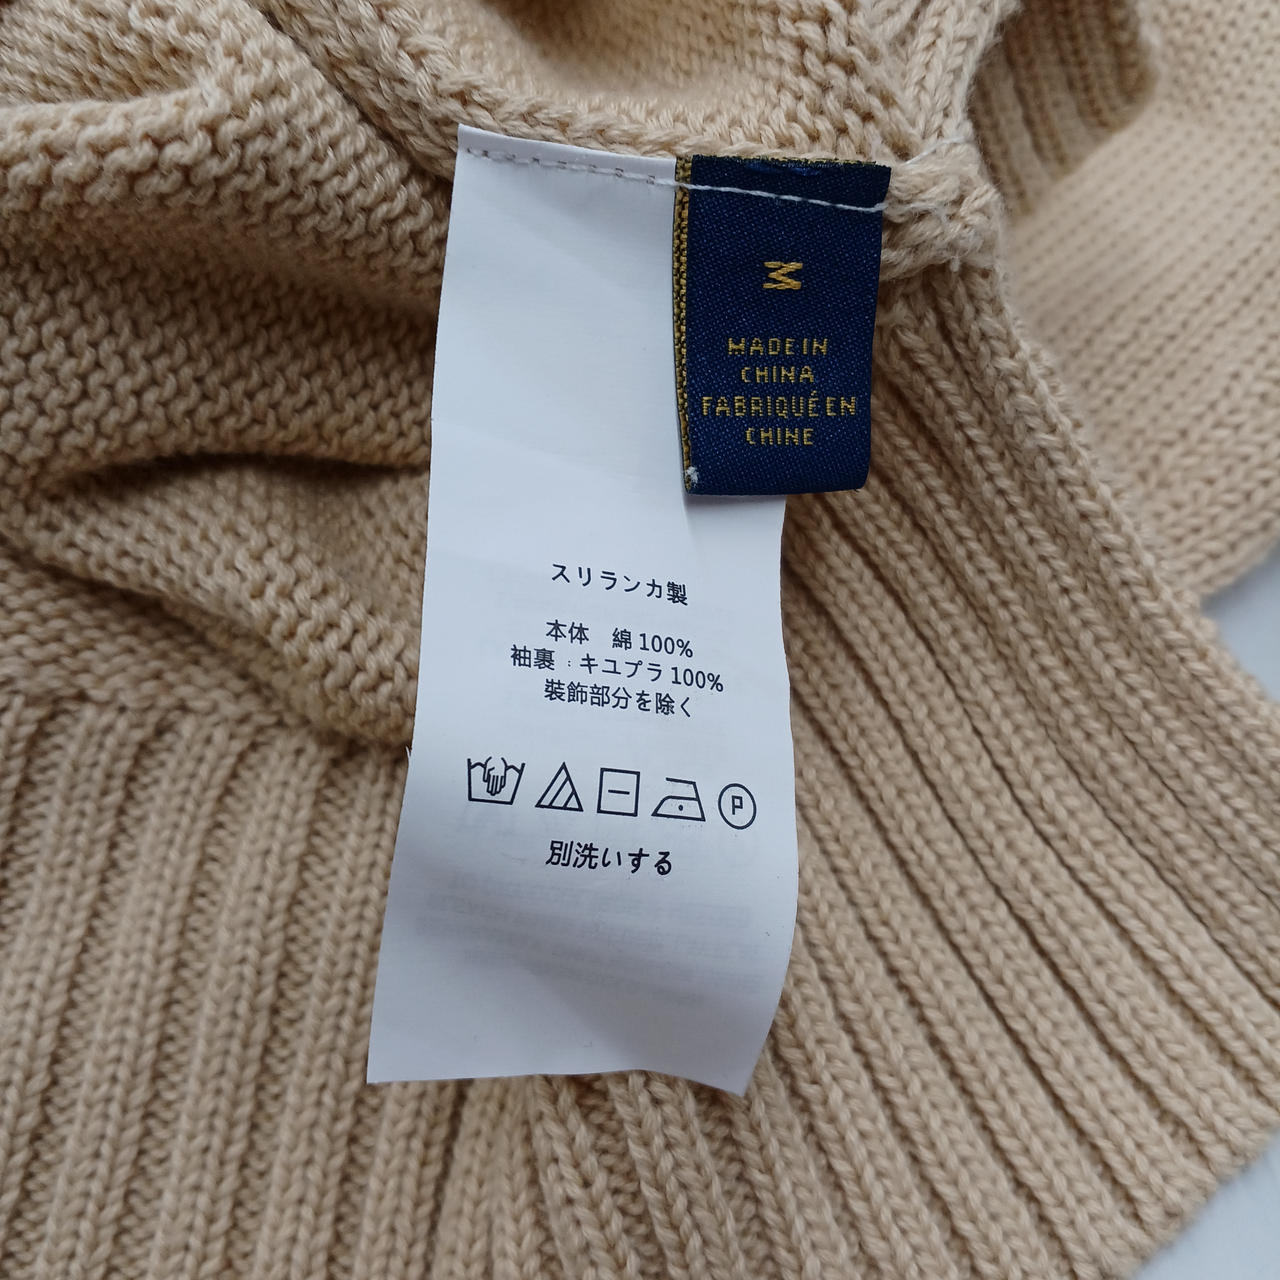 M
MADE IN
CHINA
FABRIQUÉ EN
CHINE
スリランカ製
本体 綿 100%
袖裏 : キユプラ 100%
装飾部分を除く
P
別洗いする